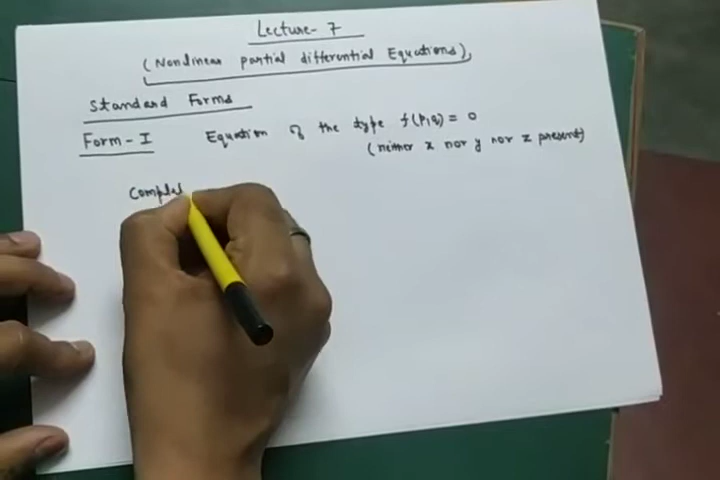 Lecture- 7
(Nonlinear partial differential Equations),
Standard Forms
Form - I Equation of the type f(p,q) = 0
(neither x nor y nor z present)
Complet